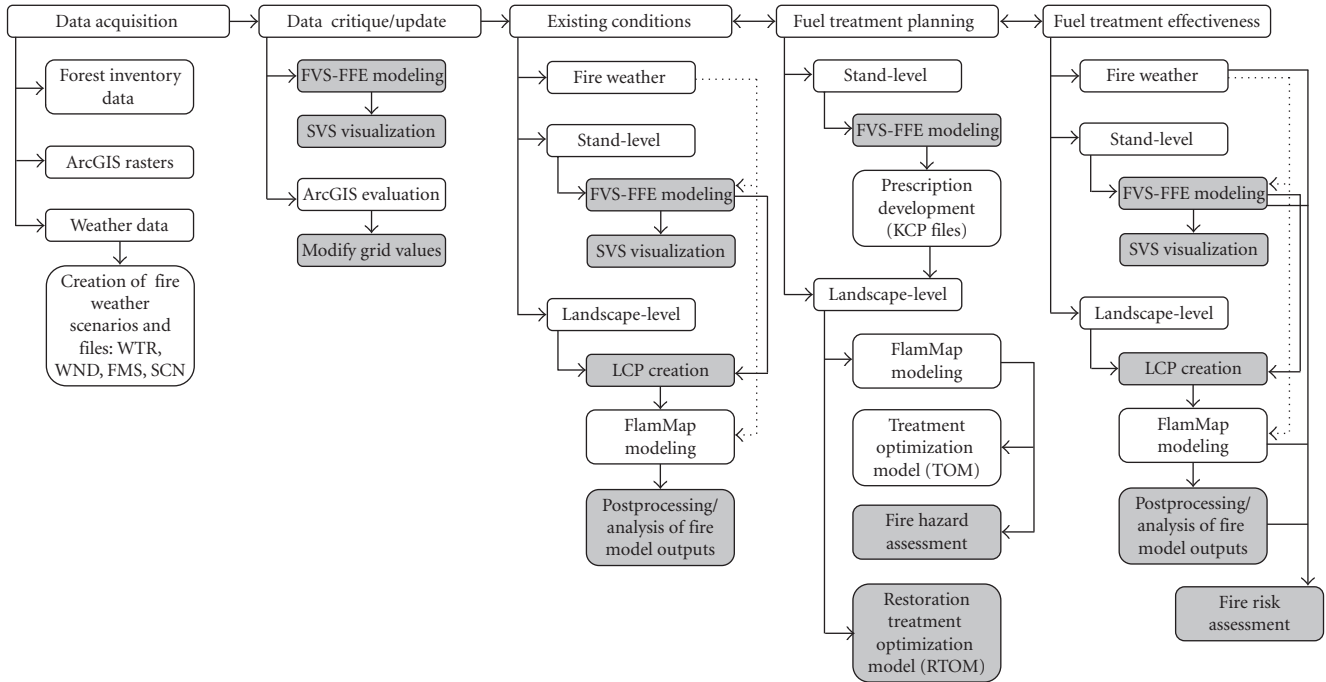 Data acquisition
Data critique/update
Existing conditions
Fuel treatment planning
Fuel treatment effectiveness
Forest inventory
data
ArcGIS rasters
Weather data
Creation of fire
weather
scenarios and
files: WTR,
WND, FMS, SCN
FVS-FFE modeling
SVS visualization
ArcGIS evaluation
Modify grid values
Fire weather
Stand-level
FVS-FFE modeling
SVS visualization
Landscape-level
LCP creation
FlamMap
modeling
Postprocessing/
analysis of fire
model outputs
Stand-level
FVS-FFE modeling
Prescription
development
(KCP files)
Landscape-level
FlamMap
modeling
Treatment
optimization
model (TOM)
Fire hazard
assessment
Restoration
treatment
optimization
model (RTOM)
Fire weather
Stand-level
FVS-FFE modeling
SVS visualization
Landscape-level
LCP creation
FlamMap
modeling
Postprocessing/
analysis of fire
model outputs
Fire risk
assessment